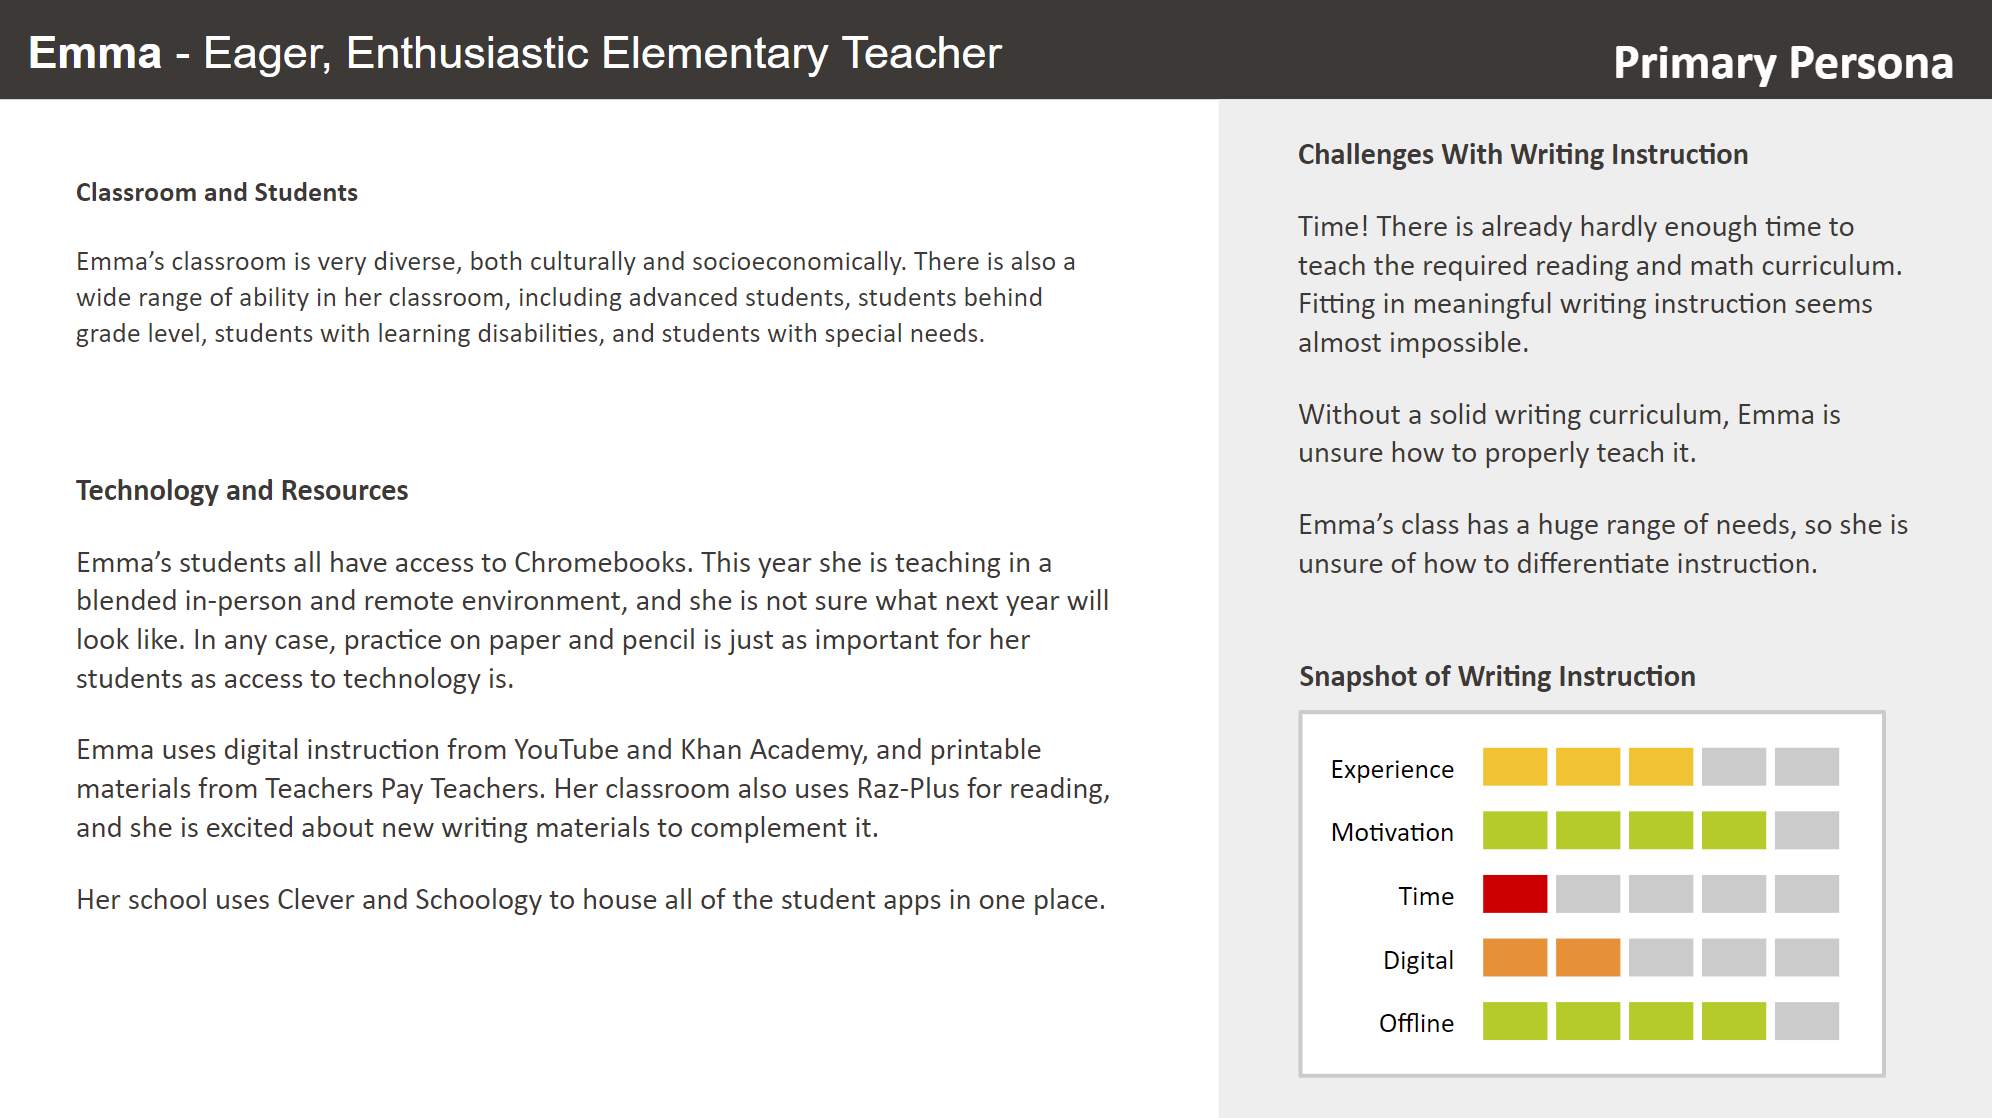 Emma - Eager, Enthusiastic Elementary Teacher
Primary Persona
Classroom and Students
Emma’s classroom is very diverse, both culturally and socioeconomically. There is also a
wide range of ability in her classroom, including advanced students, students behind
grade level, students with learning disabilities, and students with special needs.
Technology and Resources
Emma’s students all have access to Chromebooks. This year she is teaching in a
blended in-person and remote environment, and she is not sure what next year will
look like. In any case, practice on paper and pencil is just as important for her
students as access to technology is.
Emma uses digital instruction from YouTube and Khan Academy, and printable
materials from Teachers Pay Teachers. Her classroom also uses Raz-Plus for reading,
and she is excited about new writing materials to complement it.
Her school uses Clever and Schoology to house all of the student apps in one place.
Challenges With Writing Instruction
Time! There is already hardly enough time to
teach the required reading and math curriculum.
Fitting in meaningful writing instruction seems
almost impossible.
Without a solid writing curriculum, Emma is
unsure how to properly teach it.
Emma’s class has a huge range of needs, so she is
unsure of how to differentiate instruction.
Snapshot of Writing Instruction
Experience
Motivation
Time
Digital
Offline